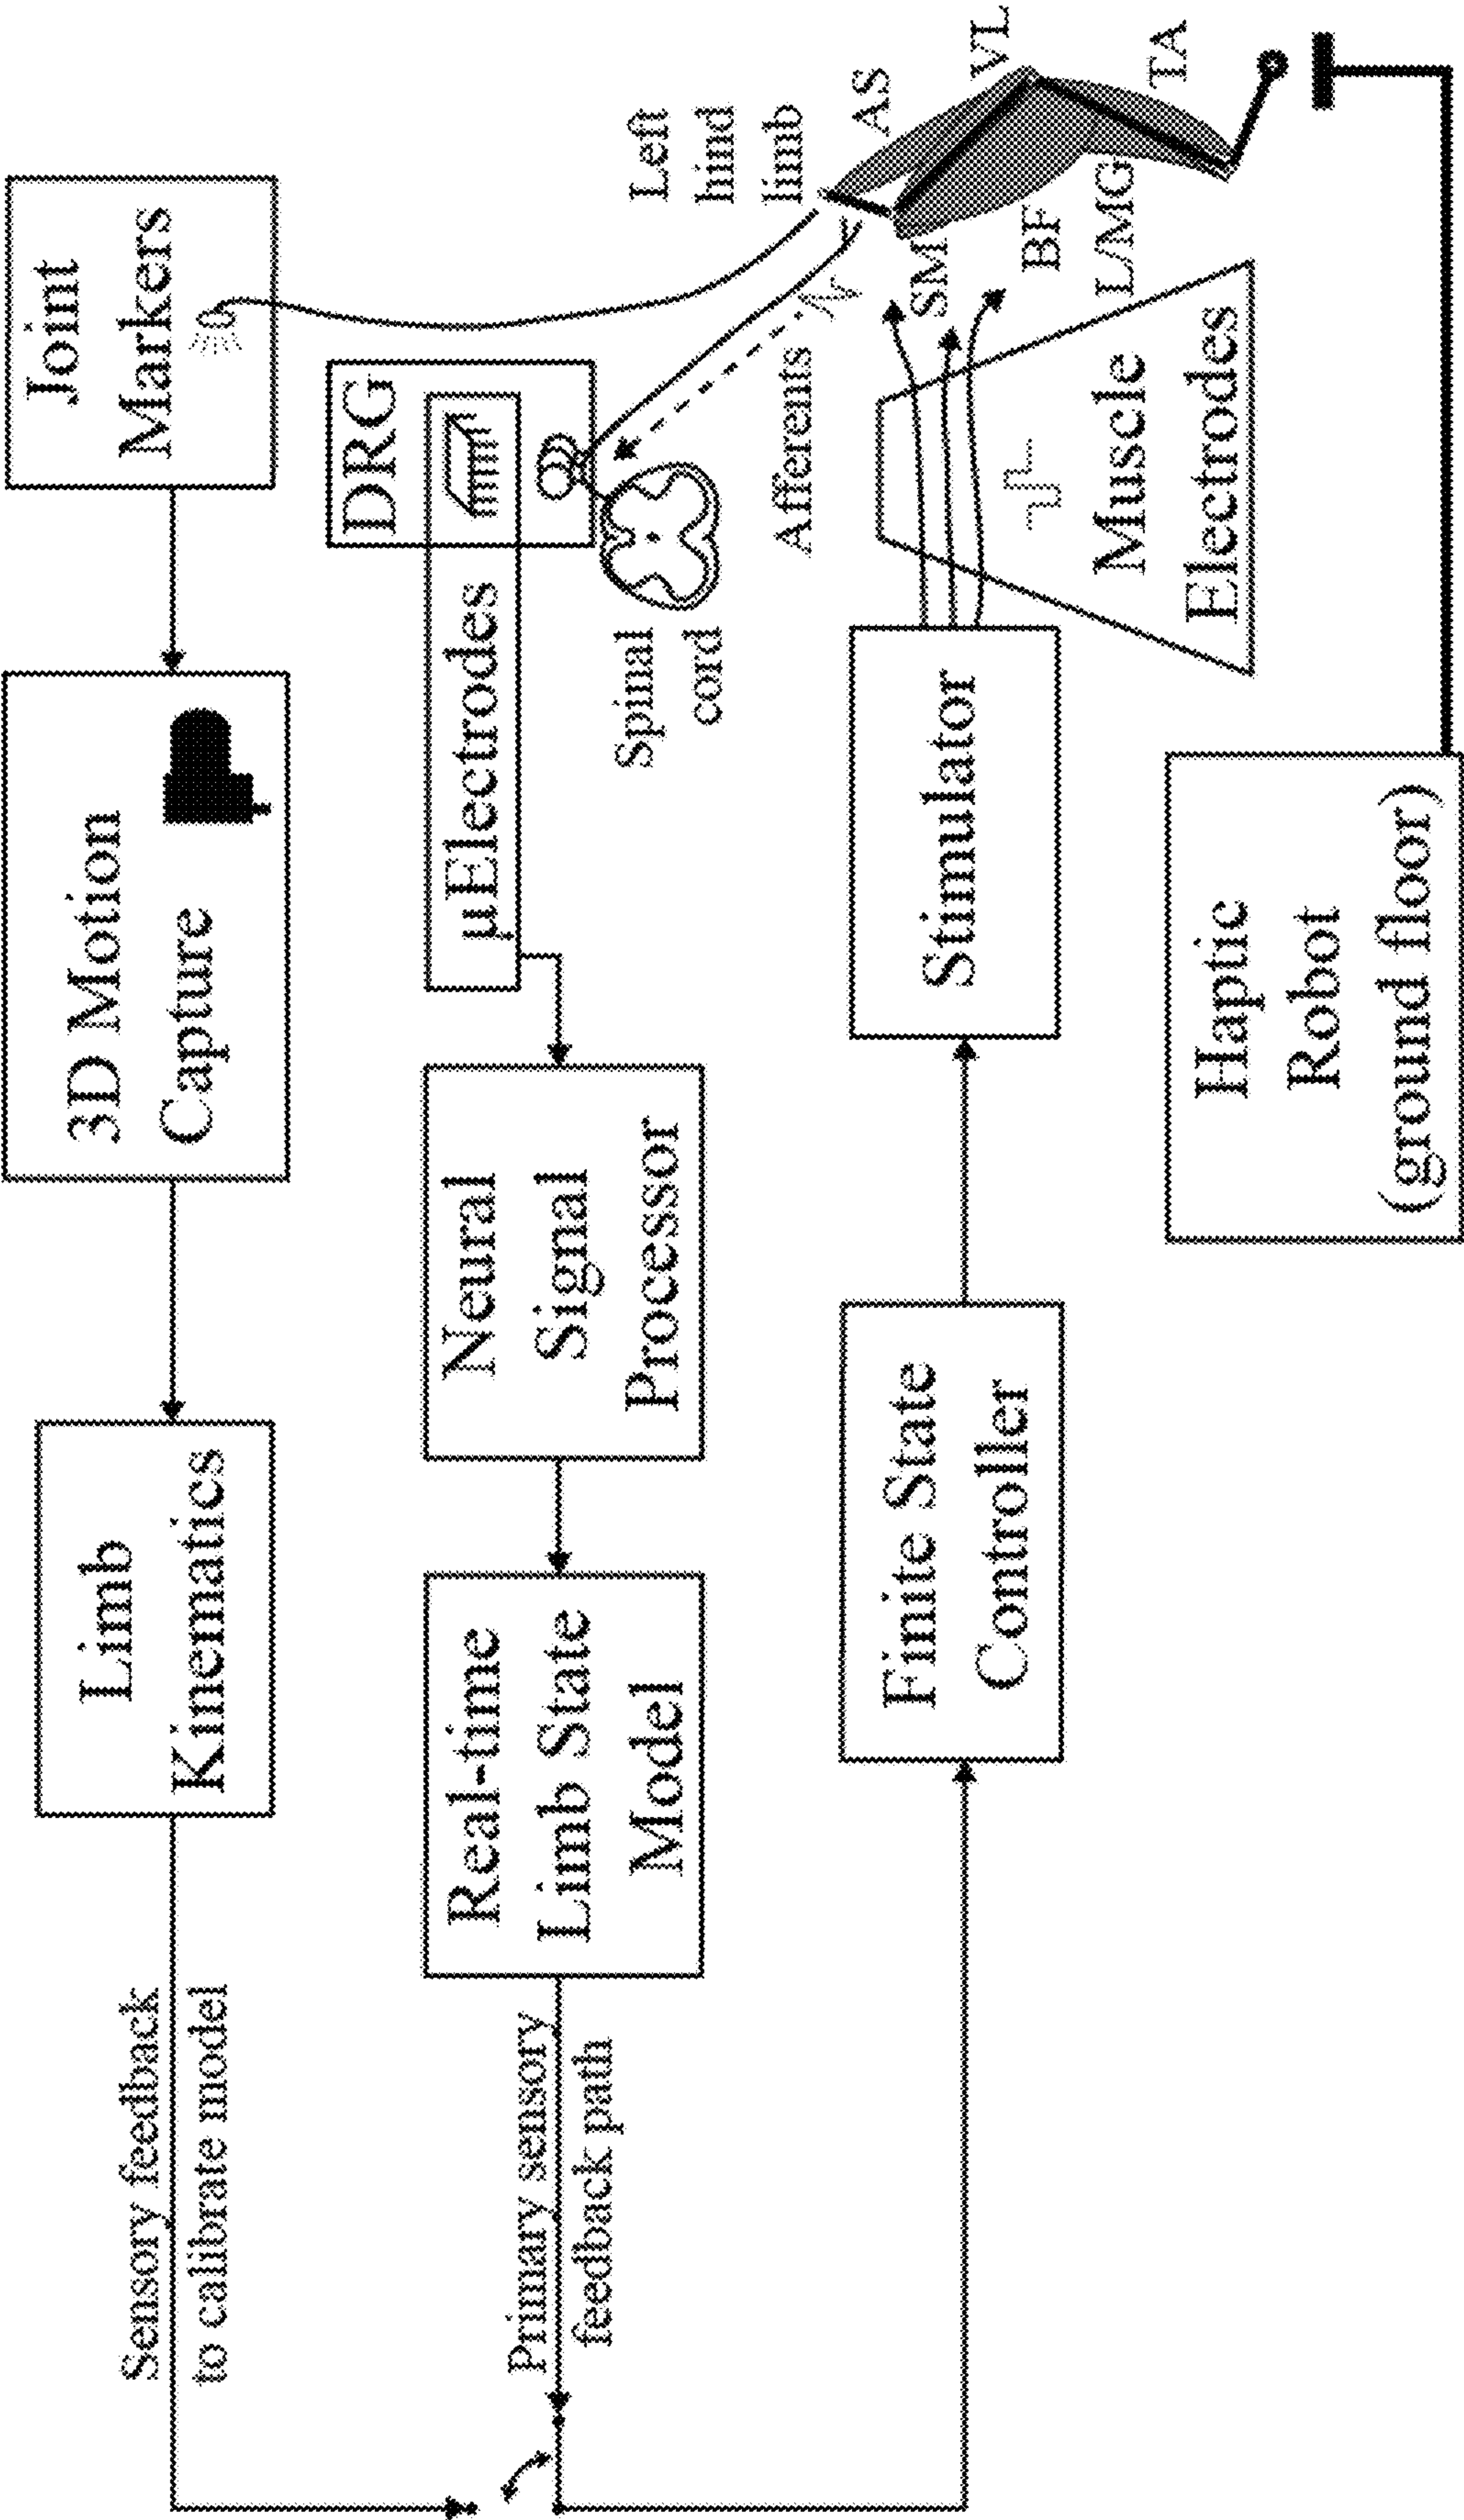 Joint
Markers
3D Motion
Capture
Limb
Kinematics
Sensory feedback
to calibrate model
DRG
µElectrodes
Neural
Signal
Processor
Real-time
Limb State
Model
Primary sensory
feedback path
Spinal
cord
Left
hind
limb
Afferents
AS
VL
TA
SM
BF
L/MG
Muscle
Electrodes
Stimulator
Finite State
Controller
Haptic
Robot
(ground floor)